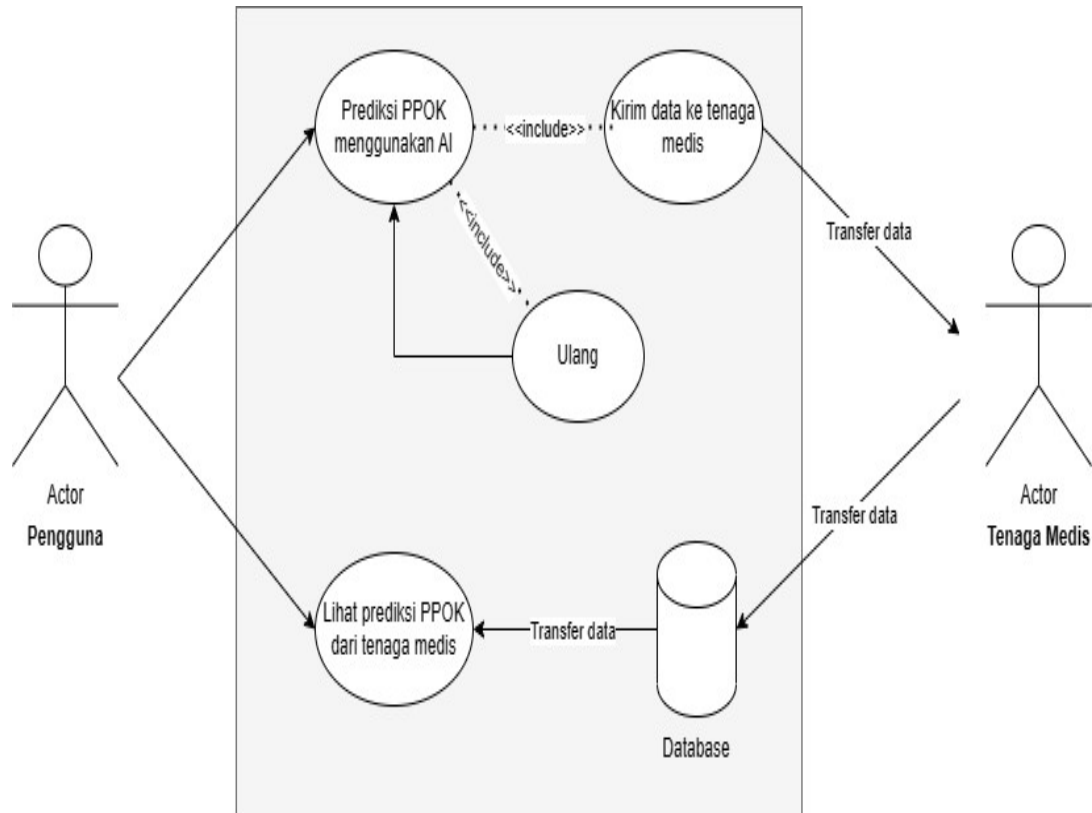 Prediksi PPOK
menggunakan AI
<<include>>
Kirim data ke tenaga
medis
<<include>>
Transfer data
Ulang
Actor
Pengguna
Actor
Tenaga Medis
Transfer data
Lihat prediksi PPOK
dari tenaga medis
Transfer data
Database